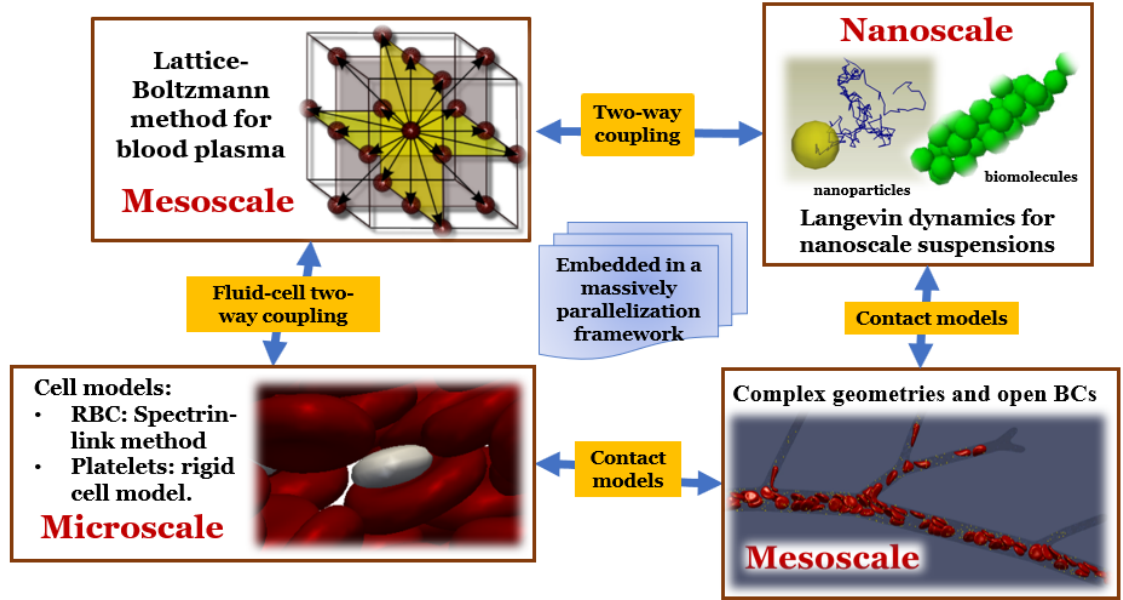 Lattice-
Boltzmann
method for
blood plasma
Mesoscale
Two-way
coupling
Nanoscale
nanoparticles
biomolecules
Langevin dynamics for
nanoscale suspensions
Fluid-cell two-
way coupling
Embedded in a
massively
parallelization
framework
Contact models
Cell models:
• RBC: Spectrin-
link method
• Platelets: rigid
cell model.
Microscale
Contact
models
Complex geometries and open BCs
Mesoscale